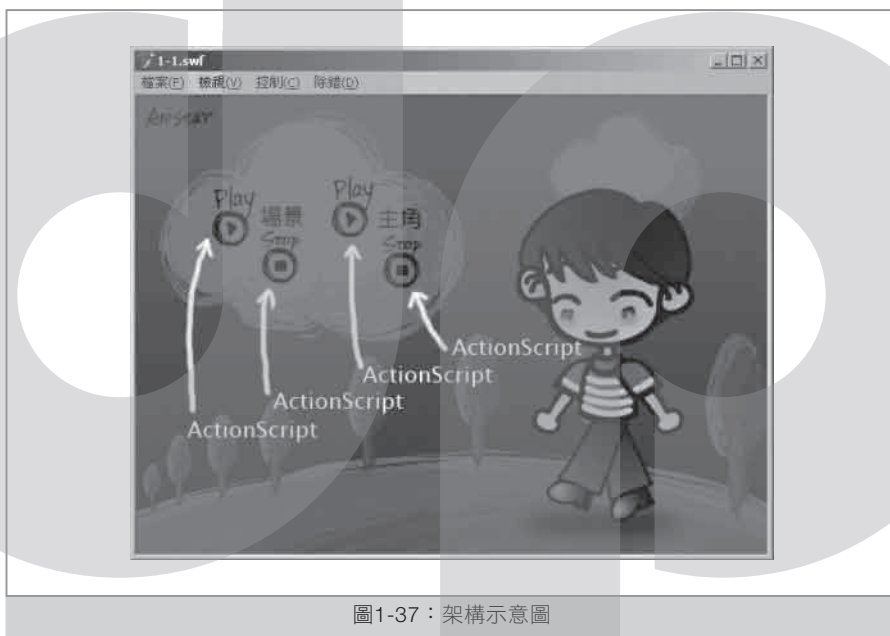 1-1.swf
檔案(F) 檢視(V) 控制(C) 除錯(D)
Play
場景
Stop
Play
主角
Stop
ActionScript
ActionScript
ActionScript
ActionScript
圖1-37：架構示意圖